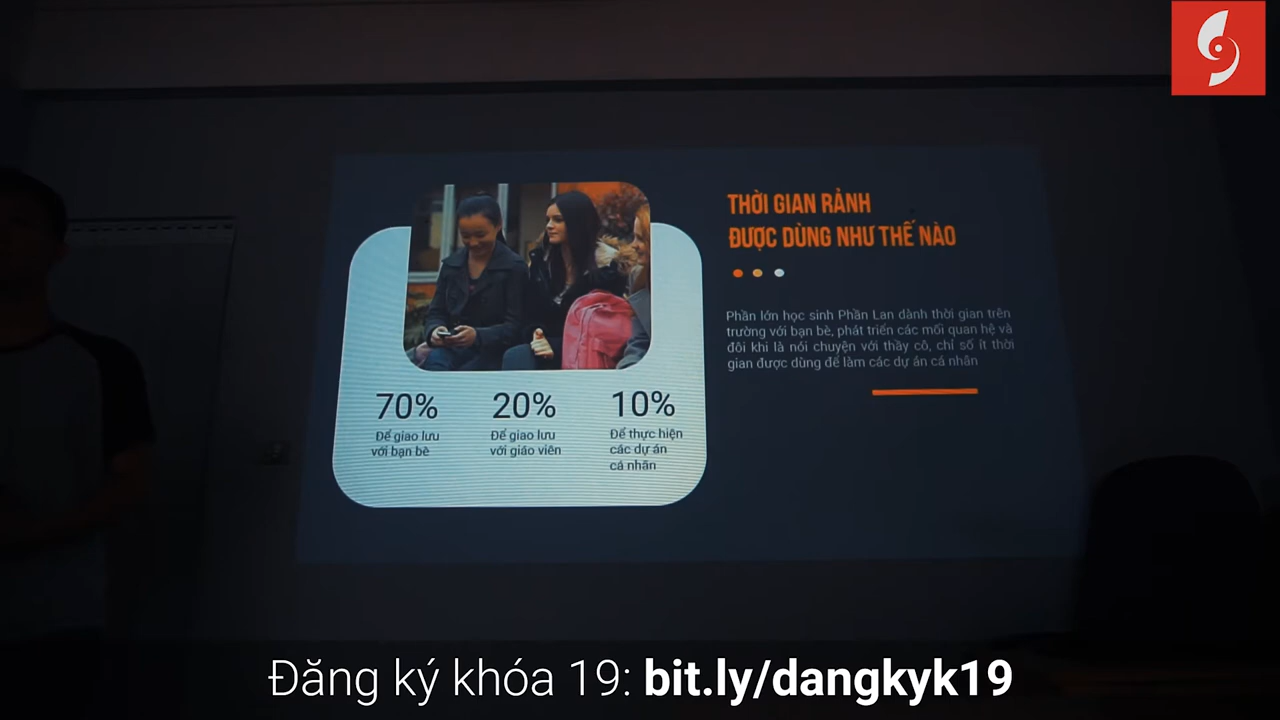 THỜI GIAN RẢNH
ĐƯỢC DÙNG NHƯ THẾ NÀO
Phần lớn học sinh Phần Lan dành thời gian trên
trường với bạn bè, phát triển các mối quan hệ và
đôi khi là nói chuyện với thầy cô, chỉ số ít thời
gian được dùng để làm các dự án cá nhân
70%
Để giao lưu
với bạn bè
20%
Để giao lưu
với giáo viên
10%
Để thực hiện
các dự án
cá nhân
Đăng ký khóa 19: bit.ly/dangkyk19